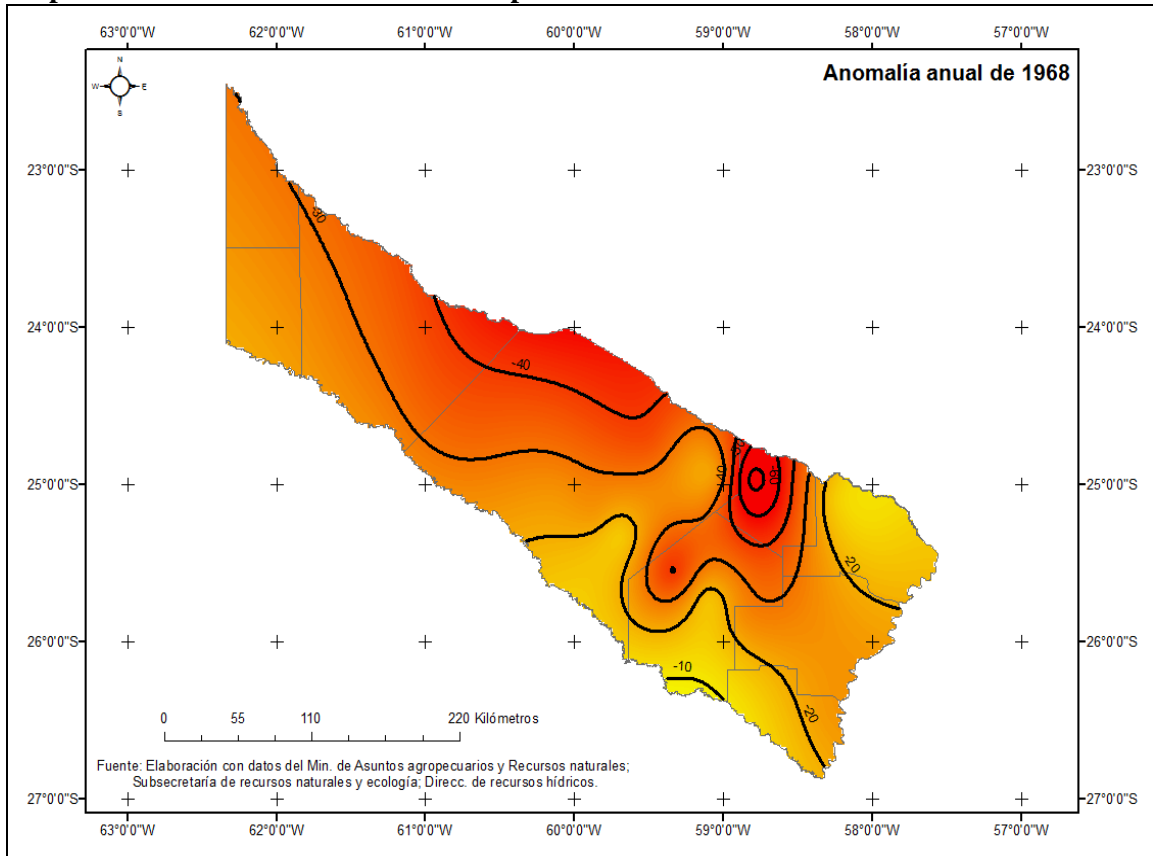 63°0'0"W 62°0'0"W 61°0'0"W 60°0'0"W 59°0'0"W 58°0'0"W 57°0'0"W
Anomalía anual de 1968
N
W E
S
23°0'0"S 23°0'0"S
-30
24°0'0"S 24°0'0"S
-40
-50
-40 -60
25°0'0"S 25°0'0"S
-20
26°0'0"S 26°0'0"S
-10
-20
0 55 110 220 Kilómetros
Fuente: Elaboración con datos del Min. de Asuntos agropecuarios y Recursos naturales;
Subsecretaría de recursos naturales y ecología; Direcc. de recursos hídricos.
27°0'0"S 27°0'0"S
63°0'0"W 62°0'0"W 61°0'0"W 60°0'0"W 59°0'0"W 58°0'0"W 57°0'0"W